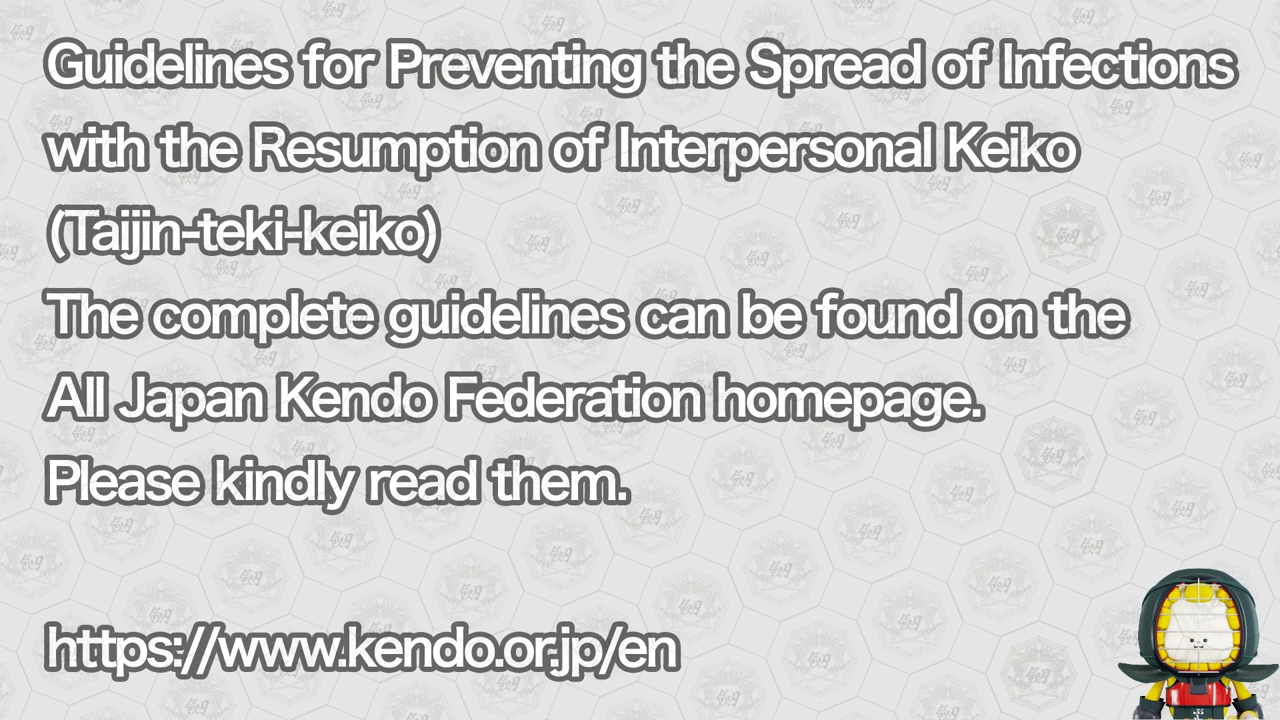 Guidelines for Preventing the Spread of Infections
with the Resumption of Interpersonal Keiko
(Taijin-teki-keiko)
The complete guidelines can be found on the
All Japan Kendo Federation homepage.
Please kindly read them.
https://www.kendo.or.jp/en